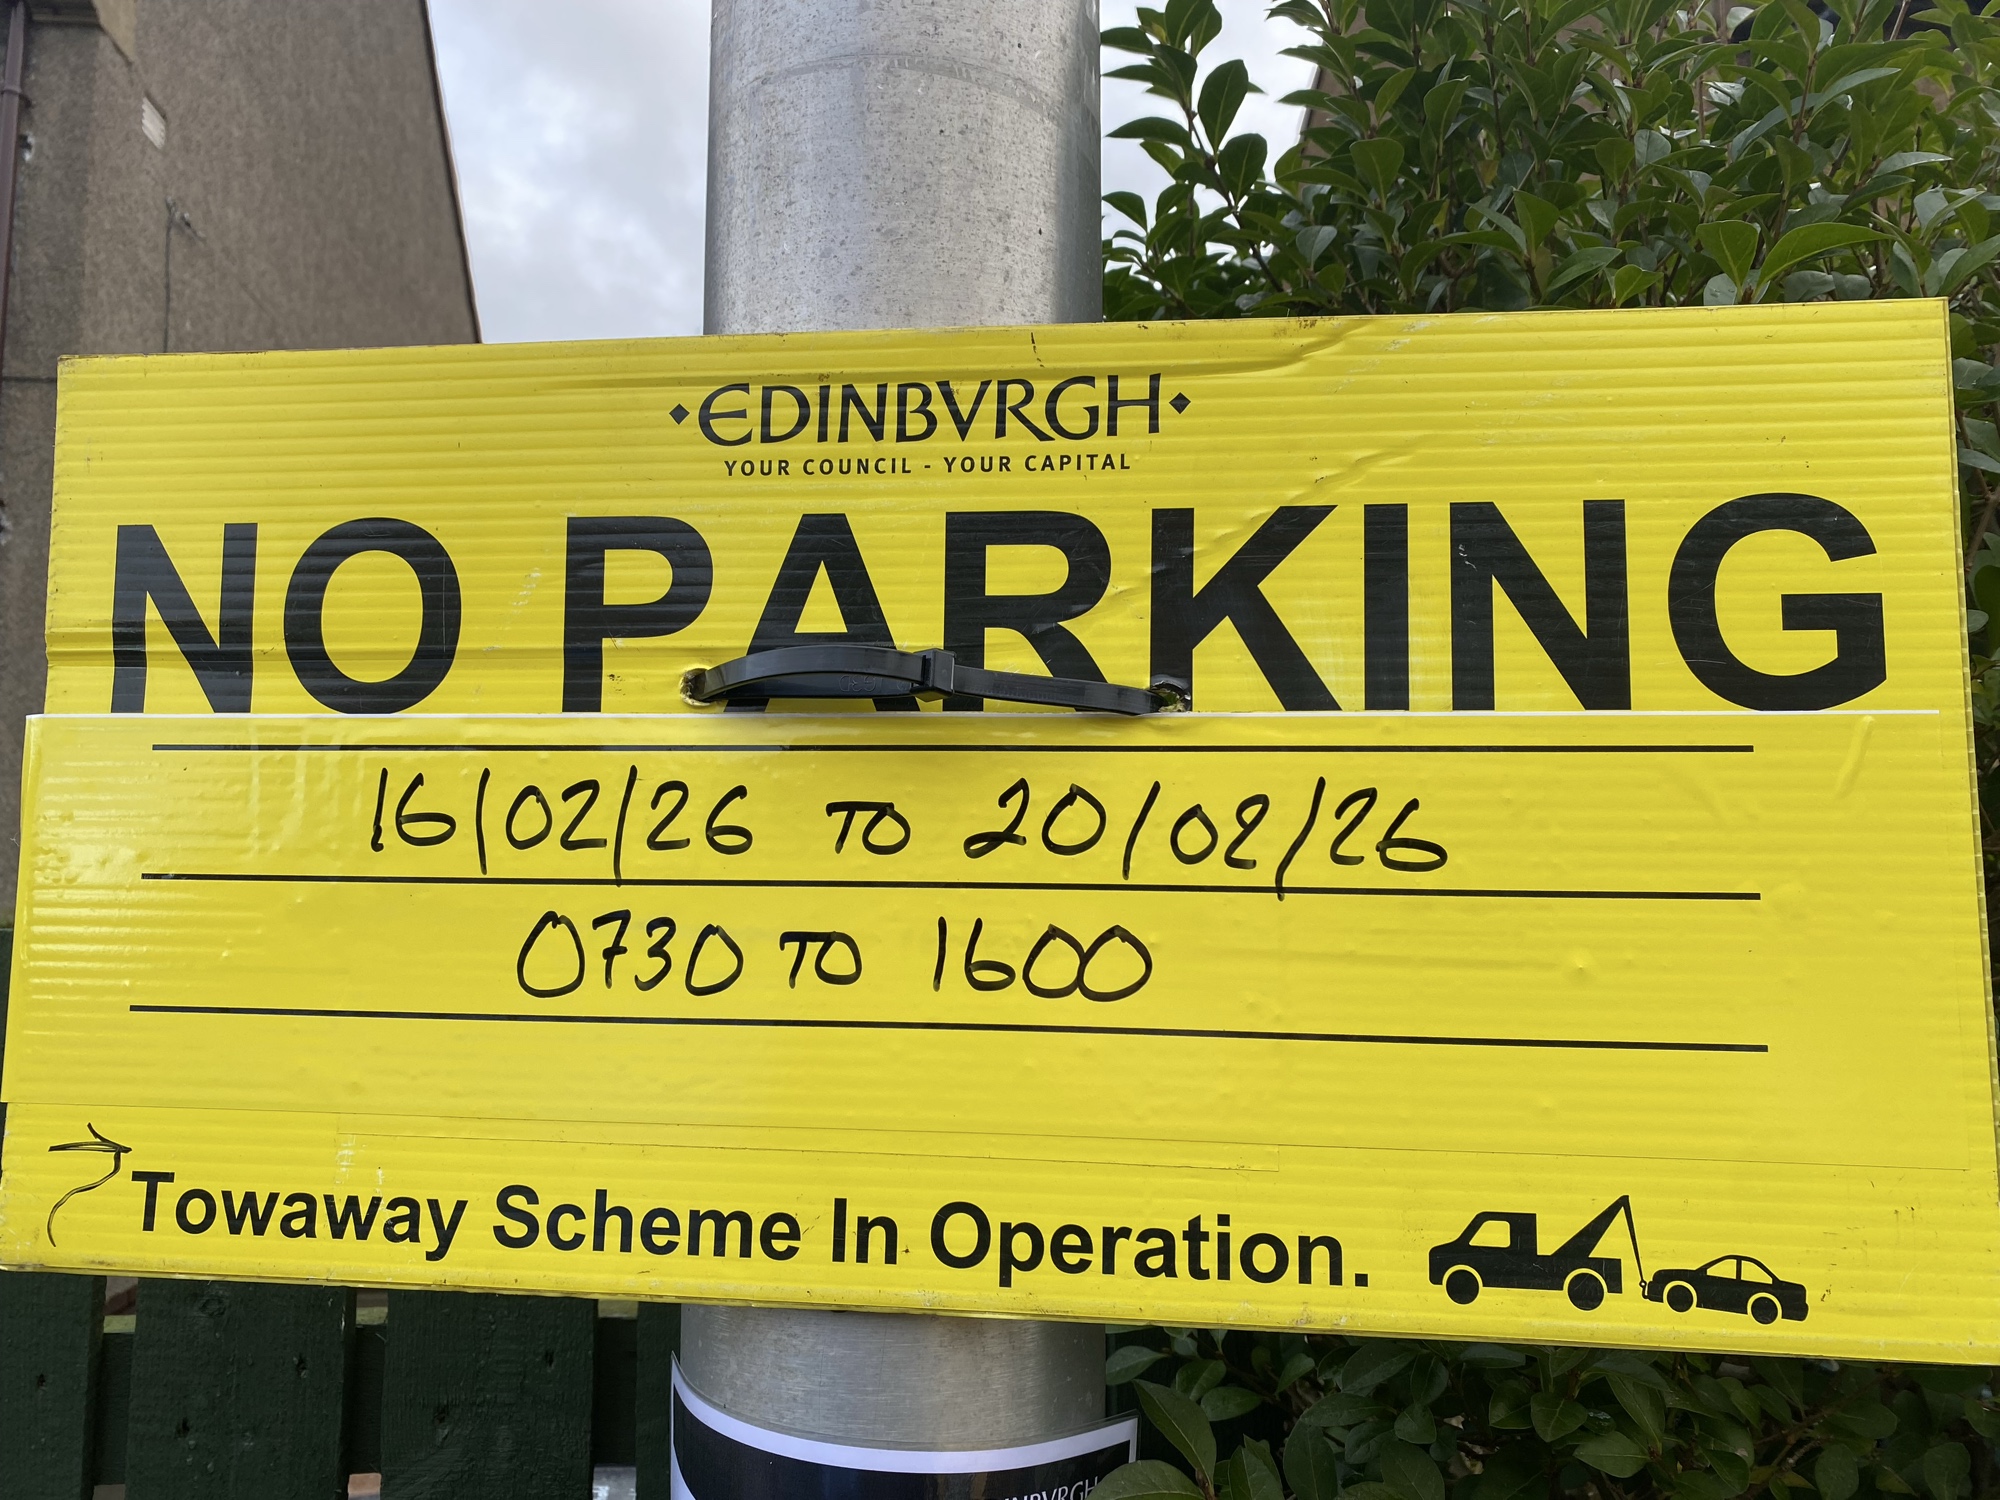 EDINBVRGH
YOUR COUNCIL - YOUR CAPITAL
NO PARKING
16/02/26 TO 20/02/26
0730 TO 1600
Towaway Scheme In Operation.